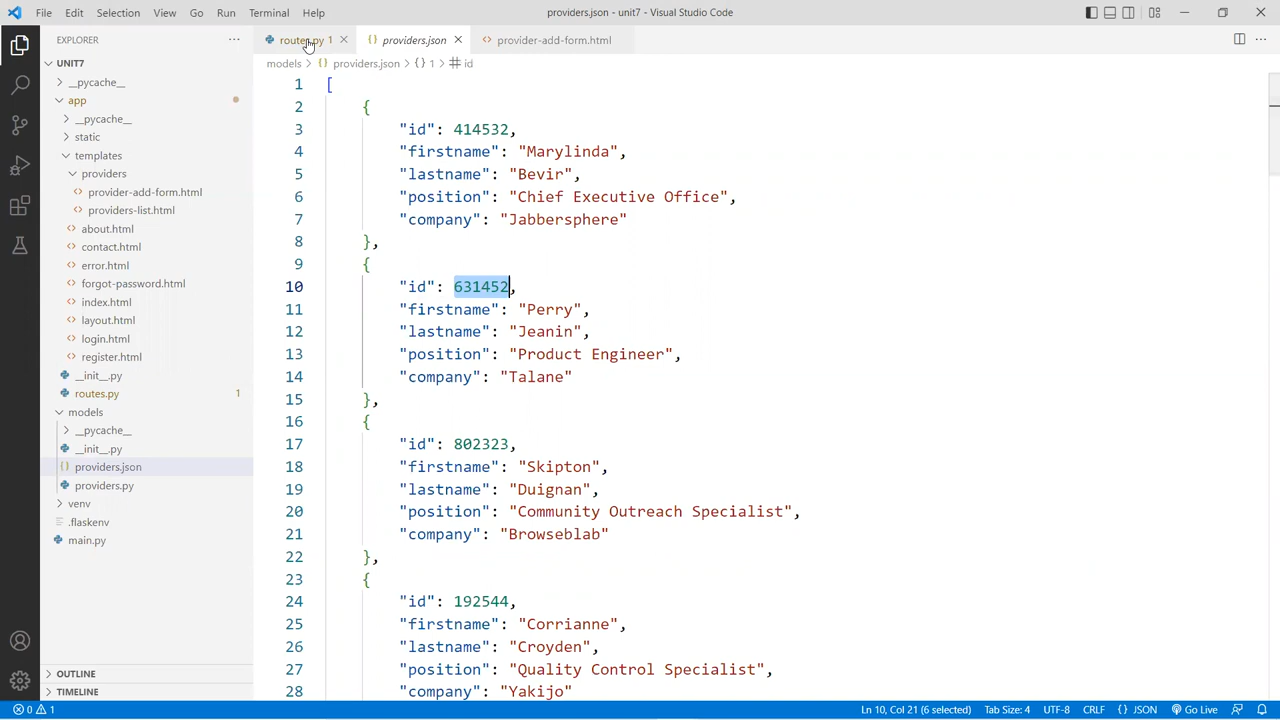 File Edit Selection View Go Run Terminal Help
providers.json - unit7 - Visual Studio Code
EXPLORER
UNIT7
__pycache__
app
__pycache__
static
templates
providers
provider-add-form.html
providers-list.html
about.html
contact.html
error.html
forgot-password.html
index.html
layout.html
login.html
register.html
__init__.py
routes.py 1
models
__pycache__
__init__.py
providers.json
providers.py
venv
.flaskenv
main.py
OUTLINE
TIMELINE
routes.py 1 providers.json provider-add-form.html
models > {} providers.json > {} 1 > id
1 [
2 {
3 "id": 414532,
4 "firstname": "Marylinda",
5 "lastname": "Bevir",
6 "position": "Chief Executive Office",
7 "company": "Jabbersphere"
8 },
9 {
10 "id": 631452,
11 "firstname": "Perry",
12 "lastname": "Jeanin",
13 "position": "Product Engineer",
14 "company": "Talane"
15 },
16 {
17 "id": 802323,
18 "firstname": "Skipton",
19 "lastname": "Duignan",
20 "position": "Community Outreach Specialist",
21 "company": "Browseblab"
22 },
23 {
24 "id": 192544,
25 "firstname": "Corrianne",
26 "lastname": "Croyden",
27 "position": "Quality Control Specialist",
28 "company": "Yakijo"
0 1 Ln 10, Col 21 (6 selected) Tab Size: 4 UTF-8 CRLF {} JSON Go Live